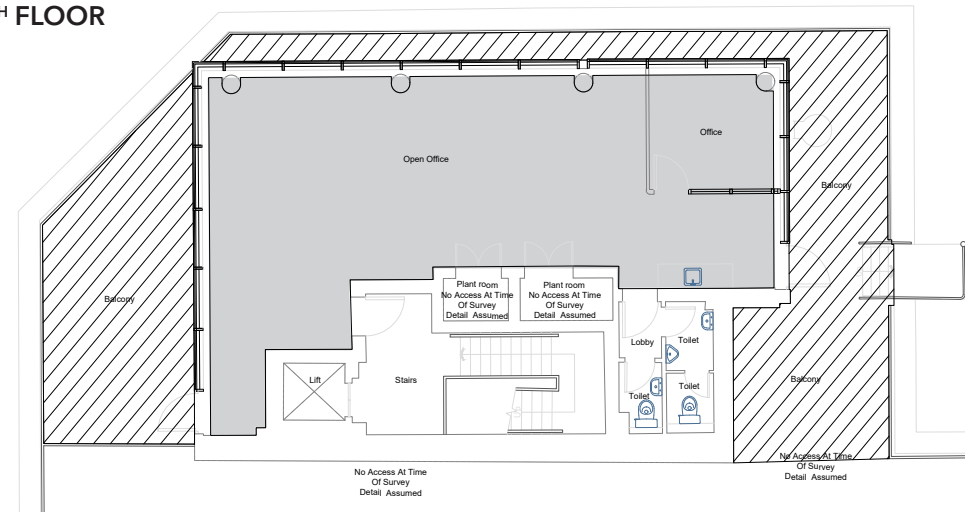 H FLOOR
Office
Open Office
Balcony
Plant room
No Access At Time
Of Survey
Detail Assumed
Plant room
No Access At Time
Of Survey
Detail Assumed
Balcony
Lobby
Toilet
Lift
Stairs
Balcony
Toilet
Toilet
No Access At Time
Of Survey
Detail Assumed
No Access At Time
Of Survey
Detail Assumed